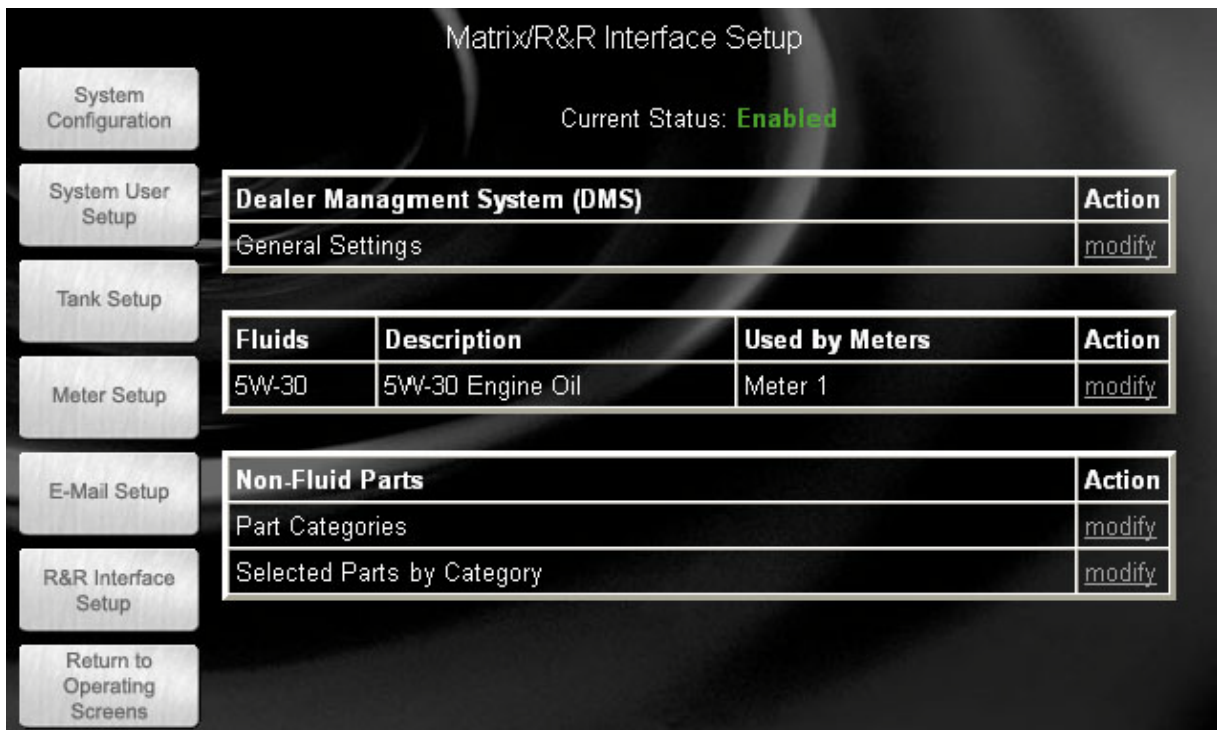 Matrix/R&R Interface Setup
Current Status: Enabled
System
Configuration
System User
Setup
Tank Setup
Meter Setup
E-Mail Setup
R&R Interface
Setup
Return to
Operating
Screens
Dealer Managment System (DMS) Action
General Settings modify
Fluids Description Used by Meters Action
5W-30 5W-30 Engine Oil Meter 1 modify
Non-Fluid Parts Action
Part Categories modify
Selected Parts by Category modify